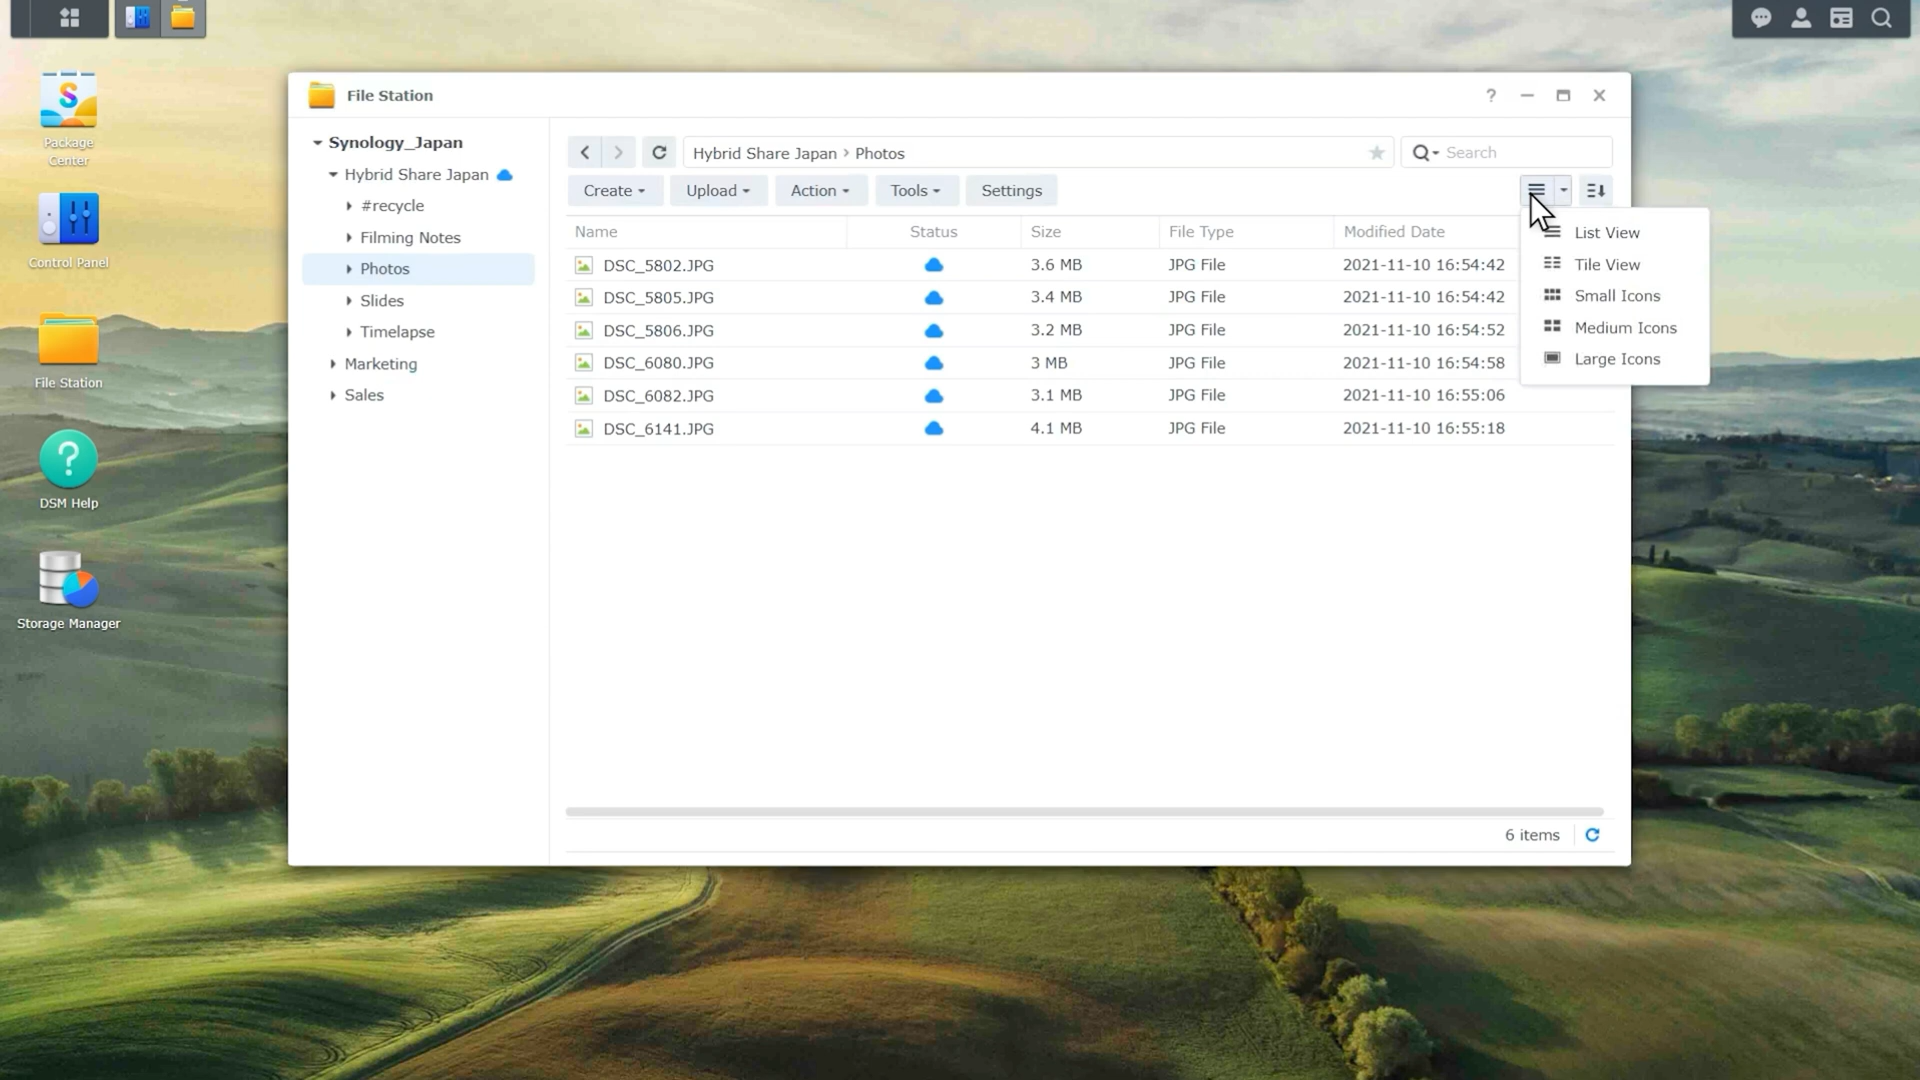 File Station
Synology_Japan
Hybrid Share Japan
#recycle
Filming Notes
Photos
Slides
Timelapse
Marketing
Sales
Hybrid Share Japan › Photos
Search
Create
Upload
Action
Tools
Settings
Name Status Size File Type Modified Date
DSC_5802.JPG 3.6 MB JPG File 2021-11-10 16:54:42
DSC_5805.JPG 3.4 MB JPG File 2021-11-10 16:54:42
DSC_5806.JPG 3.2 MB JPG File 2021-11-10 16:54:52
DSC_6080.JPG 3 MB JPG File 2021-11-10 16:54:58
DSC_6082.JPG 3.1 MB JPG File 2021-11-10 16:55:06
DSC_6141.JPG 4.1 MB JPG File 2021-11-10 16:55:18
List View
Tile View
Small Icons
Medium Icons
Large Icons
6 items
Package
Center
Control Panel
File Station
DSM Help
Storage Manager